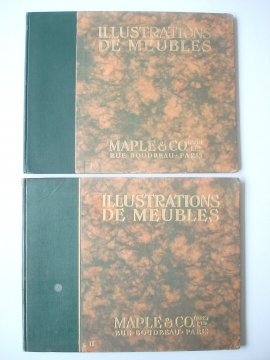 ILLUSTRATIONS
DE MEUBLES
MAPLE & CO
RUE BOUDREAU • PARIS
ILLUSTRATIONS
DE MEUBLES
MAPLE & CO
RUE BOUDREAU • PARIS